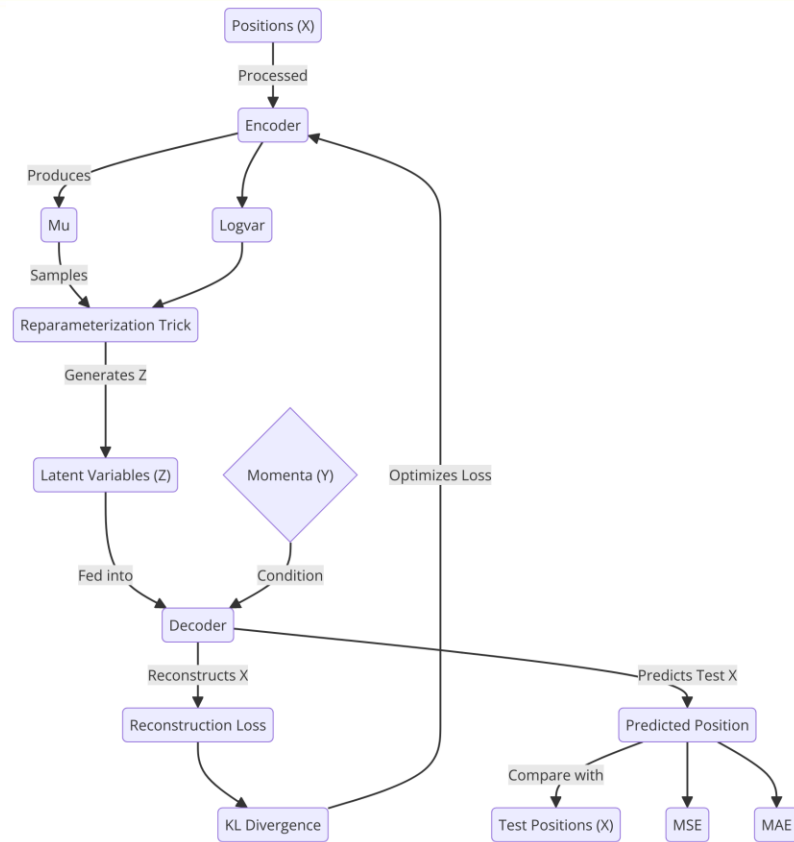 Positions (X)
Processed
Encoder
Produces
Mu
Logvar
Samples
Reparameterization Trick
Generates Z
Latent Variables (Z)
Momenta (Y)
Optimizes Loss
Fed into
Condition
Decoder
Reconstructs X
Predicts Test X
Reconstruction Loss
Predicted Position
Compare with
KL Divergence
Test Positions (X)
MSE
MAE